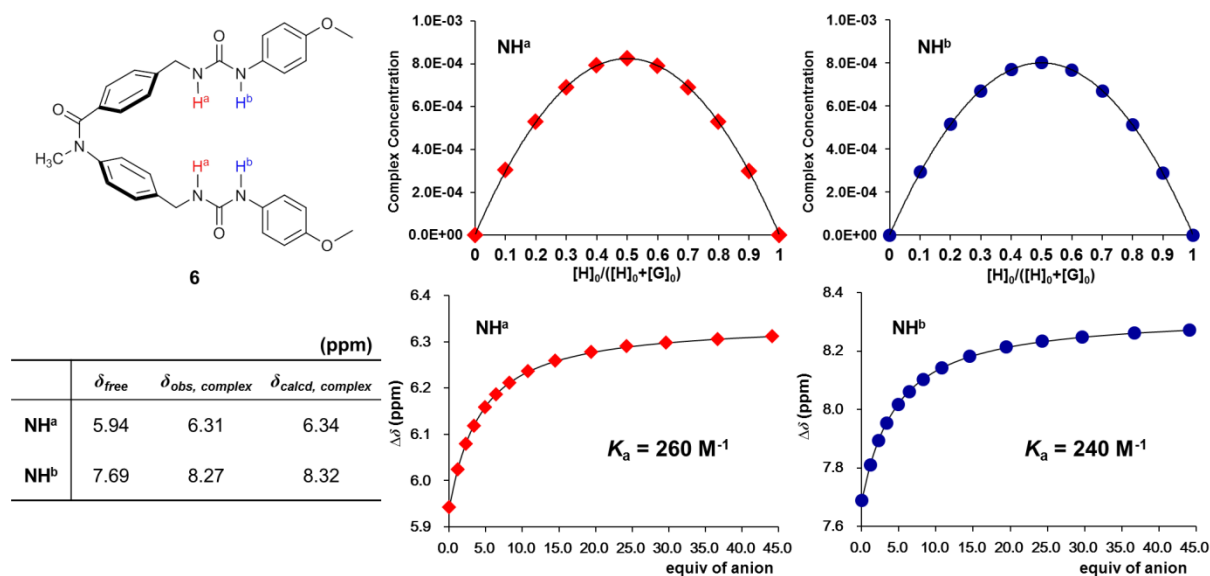 O
N
H^a
N
H^b
O
O
N
H₃C
H^a
N
H^b
N
O
O
6
(ppm)
δfree δobs, complex δcalcd, complex
NHᵃ 5.94 6.31 6.34
NHᵇ 7.69 8.27 8.32
NHᵃ
Complex Concentration
1.0E-03
8.0E-04
6.0E-04
4.0E-04
2.0E-04
0.0E+00
0 0.1 0.2 0.3 0.4 0.5 0.6 0.7 0.8 0.9 1
[H]₀/([H]₀+[G]₀)
NHᵇ
Complex Concentration
1.0E-03
8.0E-04
6.0E-04
4.0E-04
2.0E-04
0.0E+00
0 0.1 0.2 0.3 0.4 0.5 0.6 0.7 0.8 0.9 1
[H]₀/([H]₀+[G]₀)
NHᵃ
Δδ (ppm)
6.4
6.3
6.2
6.1
6.0
5.9
Kₐ = 260 M⁻¹
0.0 5.0 10.0 15.0 20.0 25.0 30.0 35.0 40.0 45.0
equiv of anion
NHᵇ
Δδ (ppm)
8.4
8.2
8.0
7.8
7.6
Kₐ = 240 M⁻¹
0.0 5.0 10.0 15.0 20.0 25.0 30.0 35.0 40.0 45.0
equiv of anion